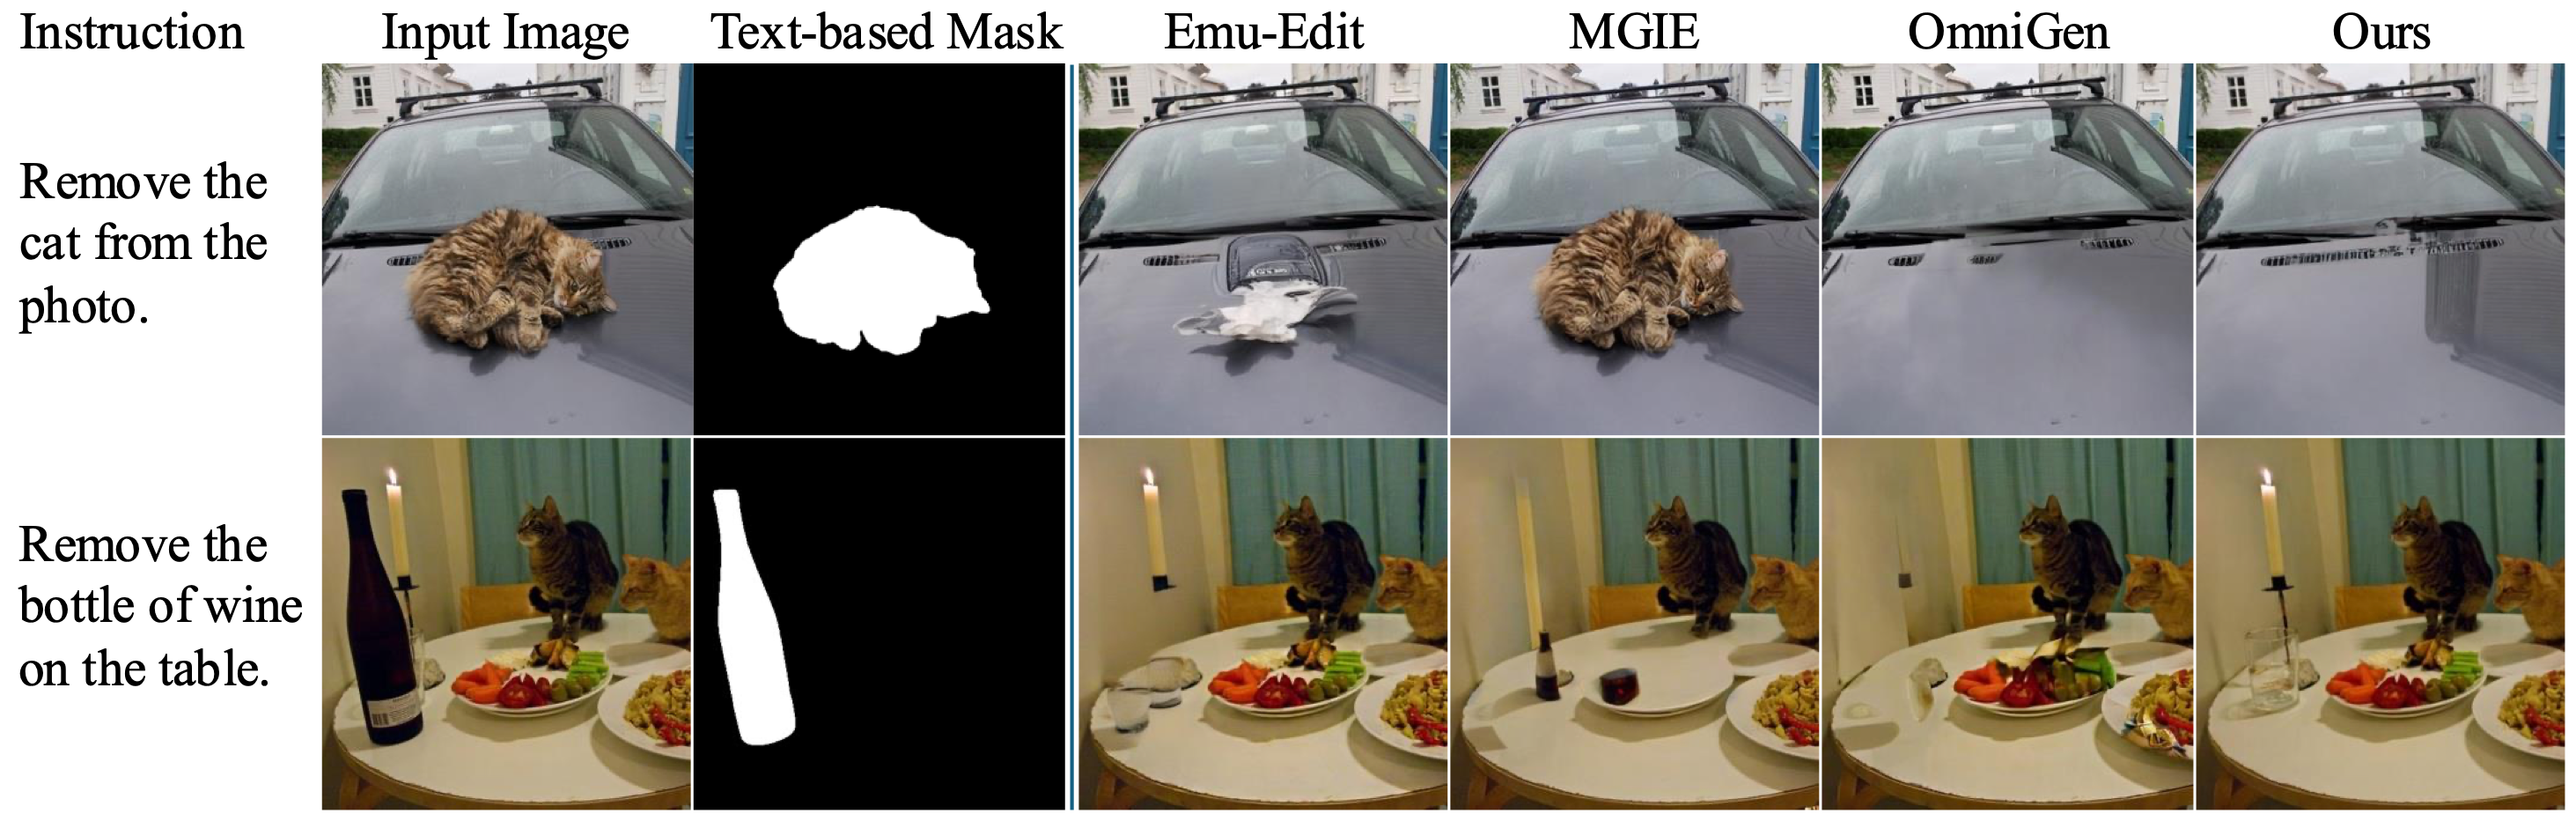 Instruction Input Image Text-based Mask Emu-Edit MGIE OmniGen Ours
Remove the
cat from the
photo.
Remove the
bottle of wine
on the table.